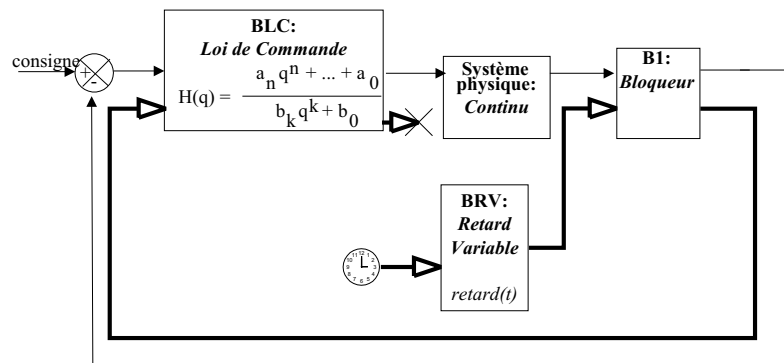 consigne
+
-
BLC:
Loi de Commande
H(q) = 
a_n q^n + ... + a_0
b_k q^k + b_0
Système
physique:
Continu
B1:
Bloqueur
BRV:
Retard
Variable
retard(t)